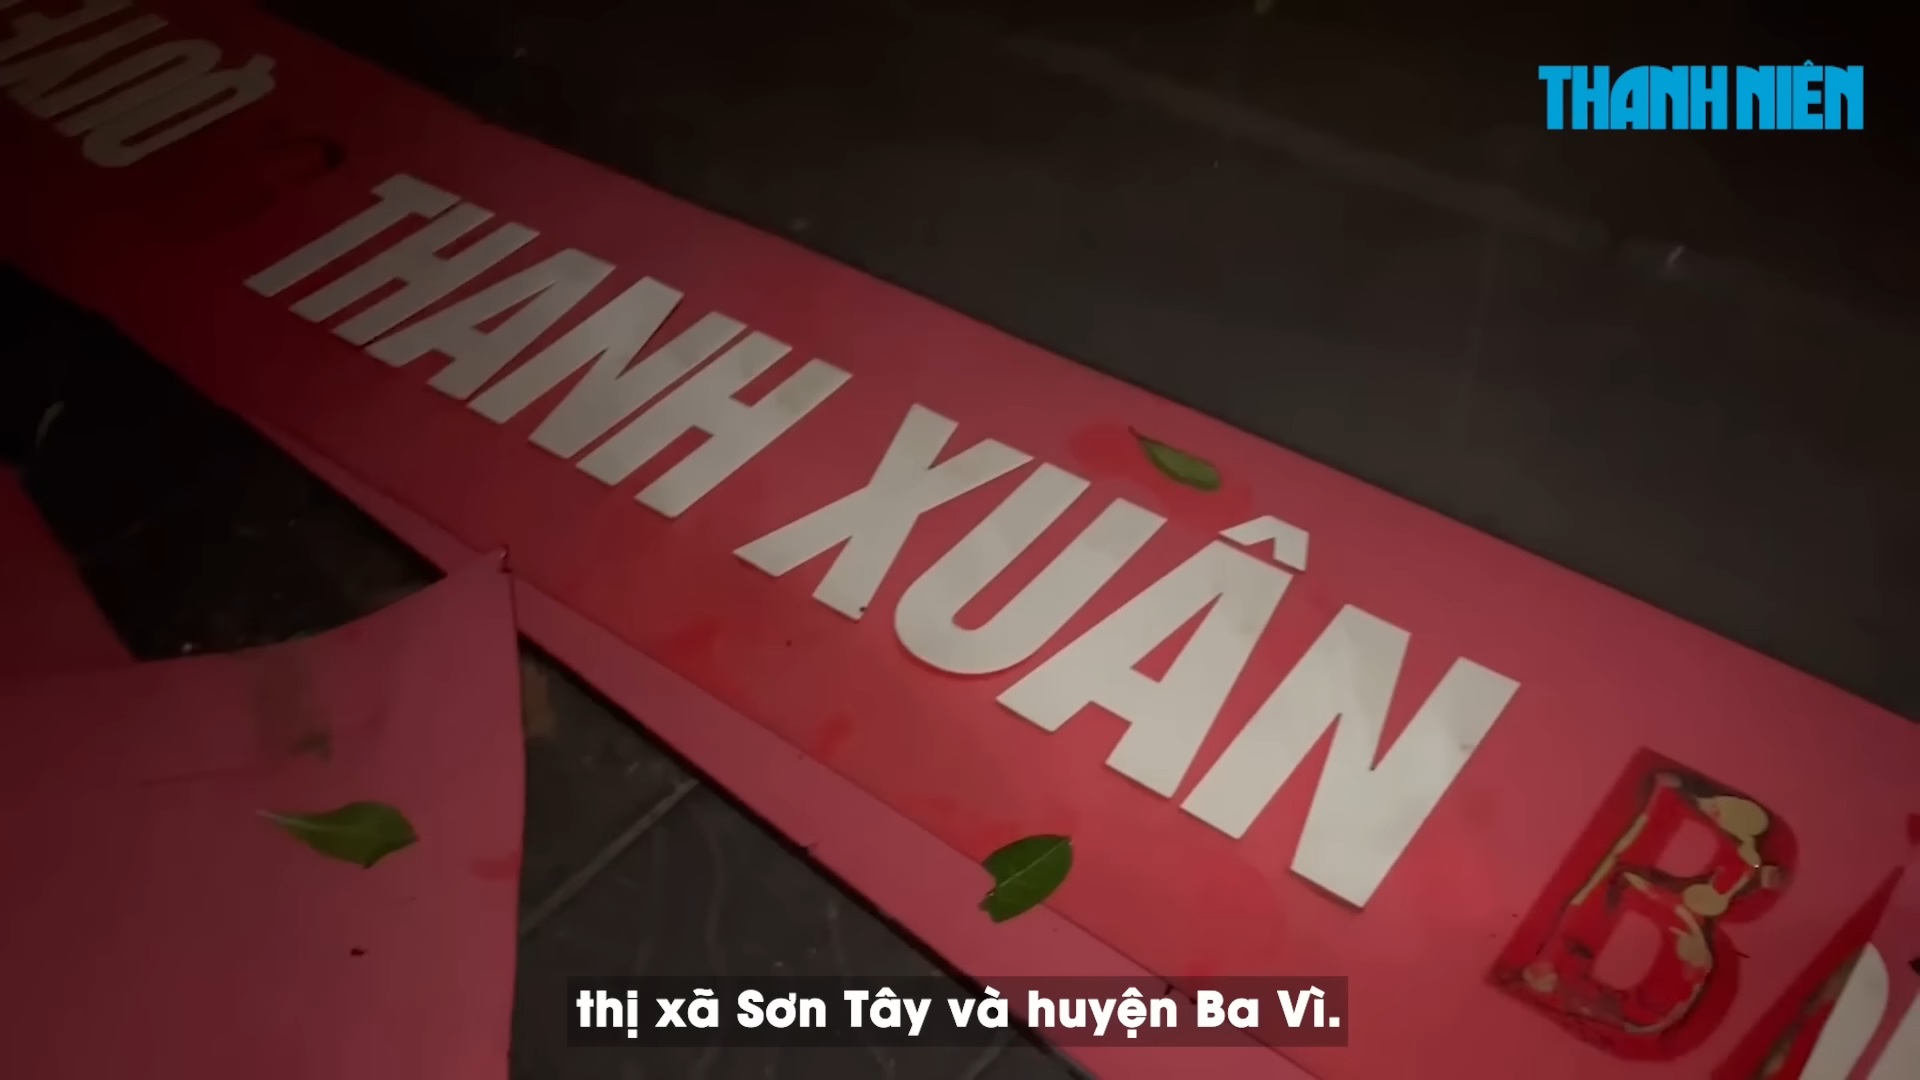 THANH NIÊN
THANH XUÂN
thị xã Sơn Tây và huyện Ba Vì.